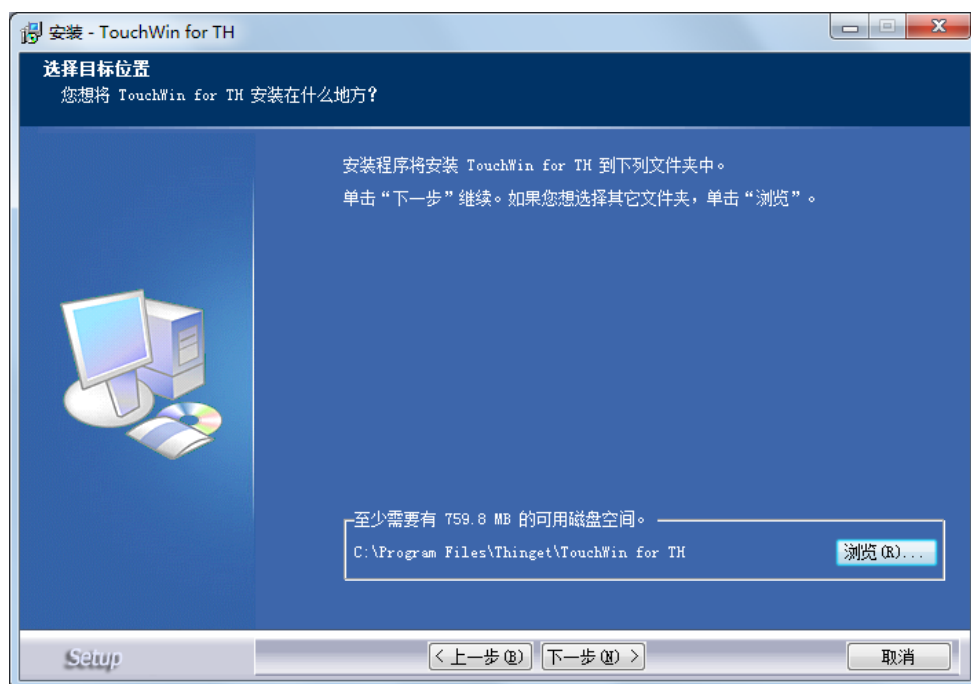 安装 - TouchWin for TH
选择目标位置
您想将 TouchWin for TH 安装在什么地方?
安装程序将安装 TouchWin for TH 到下列文件夹中。
单击“下一步”继续。如果您想选择其它文件夹,单击“浏览”。
至少需要有 759.8 MB 的可用磁盘空间。
C:\Program Files\Thinget\TouchWin for TH
浏览(R)...
Setup
< 上一步(B)
下一步(N) >
取消